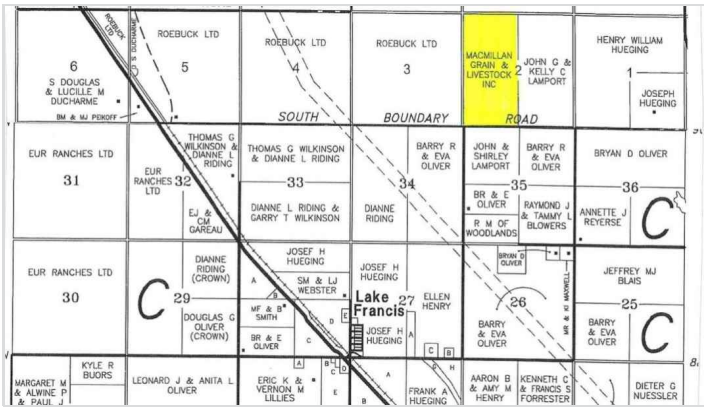 ROEBUCK LTD
D S DUCHARME
ROEBUCK LTD
ROEBUCK LTD
ROEBUCK LTD
HENRY WILLIAM
HUEGING
6
5
4
3
MACMILLAN
GRAIN &
LIVESTOCK
INC
2
JOHN G &
KELLY C
LAMPORT
1
S DOUGLAS
& LUCILLE M
DUCHARME
JOSEPH
HUEGING
BM & MJ PEIKOFF
SOUTH BOUNDARY ROAD
EUR RANCHES LTD
31
EUR
RANCHES
LTD
32
THOMAS G
WILKINSON &
DIANNE L
RIDING
EJ &
CM
GAREAU
THOMAS G WILKINSON
& DIANNE L RIDING
33
DIANNE L RIDING &
GARRY T WILKINSON
BARRY R
& EVA
OLIVER
34
DIANNE
RIDING
JOHN &
SHIRLEY
LAMPORT
BARRY R
& EVA
OLIVER
35
BR & E
OLIVER
R M OF
WOODLANDS
RAYMOND J
& TAMMY L
BLOWERS
BRYAN D OLIVER
36
ANNETTE J
REYERSE
C
EUR RANCHES LTD
30
C
DIANNE
RIDING
(CROWN)
29
DOUGLAS G
OLIVER
(CROWN)
JOSEF H
HUEGING
A
B
SM & LJ
WEBSTER
MF & B
SMITH
BR & E
OLIVER
C
D
E
Lake
Francis
JOSEF H
HUEGING
27
ELLEN
HENRY
JOSEF H
HUEGING
A
C
B
BRYAN D
OLIVER
MR & KI MAXWELL
26
BARRY
& EVA
OLIVER
JEFFREY MJ
BLAIS
25
BARRY
& EVA
OLIVER
C
MARGARET M
& ALWINE P
& PAUL J
KYLE R
BUORS
LEONARD J & ANITA L
OLIVER
ERIC K &
VERNON M
LILLIES
A
B
C
D
E
B
A
FRANK A
HUEGING
G
H
AARON B
& AMY M
HENRY
KENNETH C
& FRANCIS S
FORRESTER
DIETER G
NUESSLER